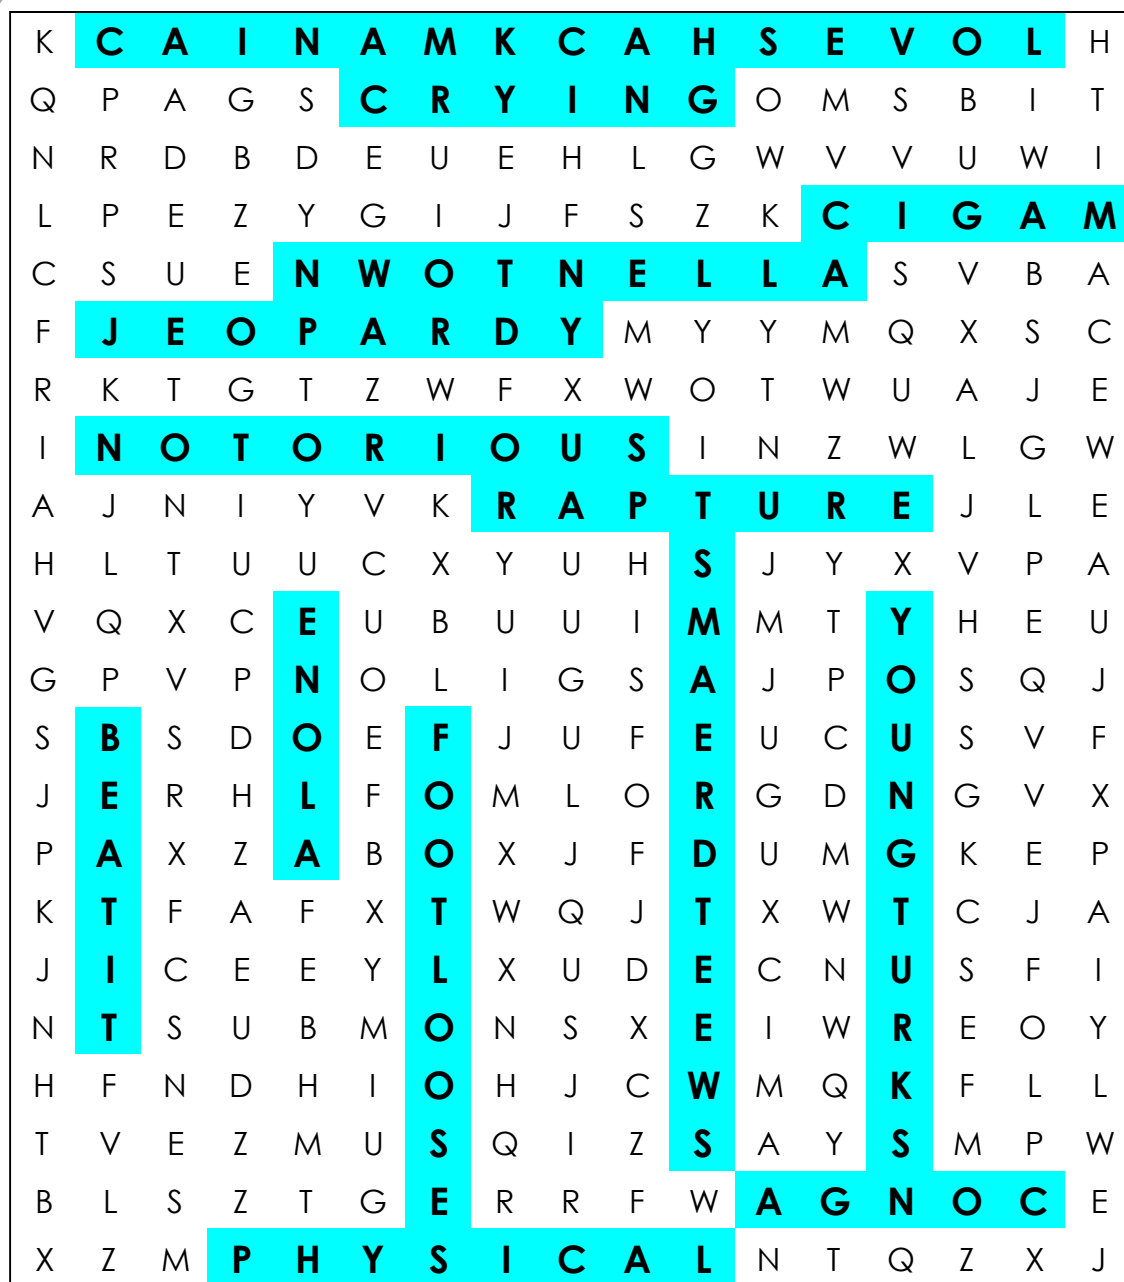 K C A I N A M K C A H S E V O L H
Q P A G S C R Y I N G O M S B I T
N R D B D E U E H L G W V V U W I
L P E Z Y G I J F S Z K C I G A M
C S U E N W O T N E L L A S V B A
F J E O P A R D Y M Y Y M Q X S C
R K T G T Z W F X W O T W U A J E
I N O T O R I O U S I N Z W L G W
A J N I Y V K R A P T U R E J L E
H L T U U C X Y U H S J Y X V P A
V Q X C E U B U U I M M T Y H E U
G P V P N O L I G S A J P O S Q J
S B S D O E F J U F E U C U S V F
J E R H L F O M L O R G D N G V X
P A X Z A B O X J F D U M G K E P
K T F A F X T W Q J T X W T C J A
J I C E E Y L X U D E C N U S F I
N T S U B M O N S X E I W R E O Y
H F N D H I O H J C W M Q K F L L
T V E Z M U S Q I Z S A Y S M P W
B L S Z T G E R R F W A G N O C E
X Z M P H Y S I C A L N T Q Z X J